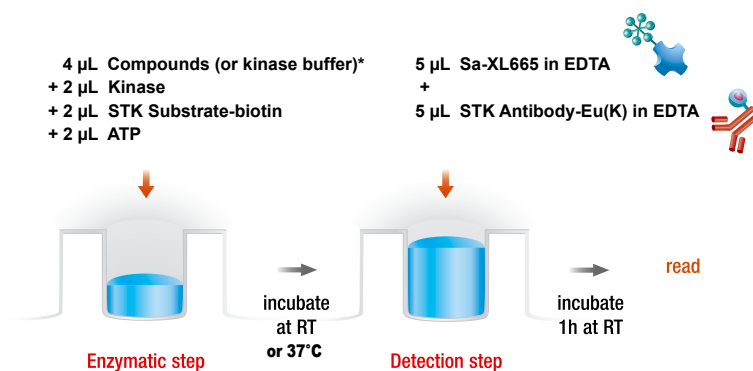 4 µL Compounds (or kinase buffer)*
+ 2 µL Kinase
+ 2 µL STK Substrate-biotin
+ 2 µL ATP
5 µL Sa-XL665 in EDTA
+
5 µL STK Antibody-Eu(K) in EDTA
incubate
at RT
or 37°C
incubate
1h at RT
read
Enzymatic step
Detection step